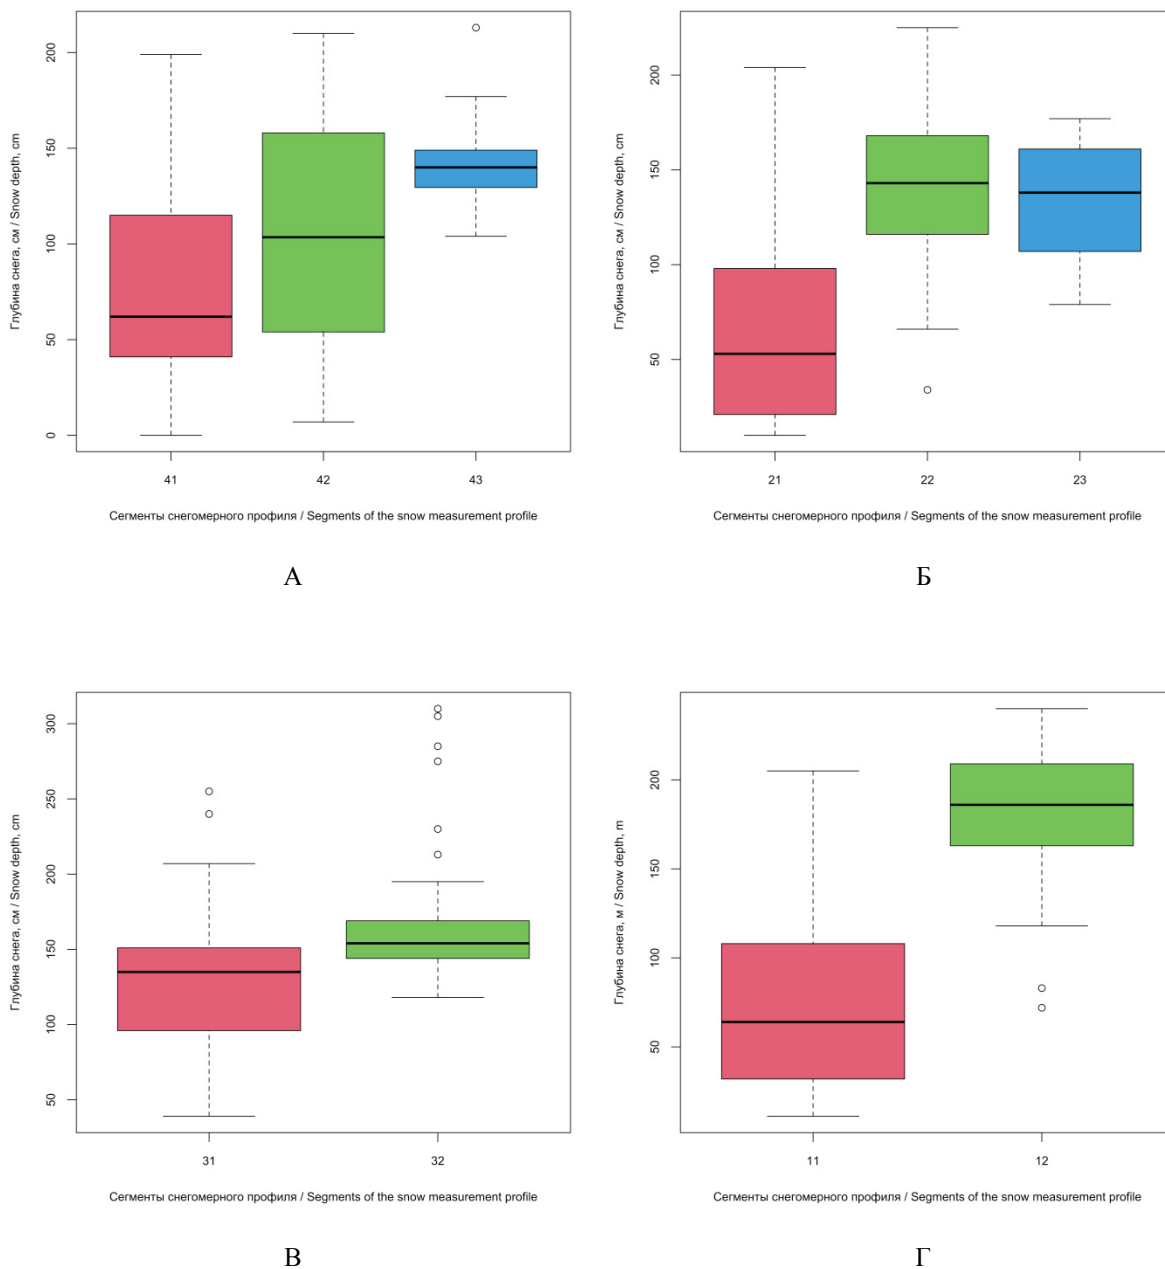 Глубина снега, см / Snow depth, cm
200
150
100
50
0
41 42 43
Сегменты снегомерного профиля / Segments of the snow measurement profile
А
Глубина снега, см / Snow depth, cm
200
150
100
50
21 22 23
Сегменты снегомерного профиля / Segments of the snow measurement profile
Б
Глубина снега, см / Snow depth, cm
300
250
200
150
100
50
31 32
Сегменты снегомерного профиля / Segments of the snow measurement profile
В
Глубина снега, м / Snow depth, m
200
150
100
50
11 12
Сегменты снегомерного профиля / Segments of the snow measurement profile
Г